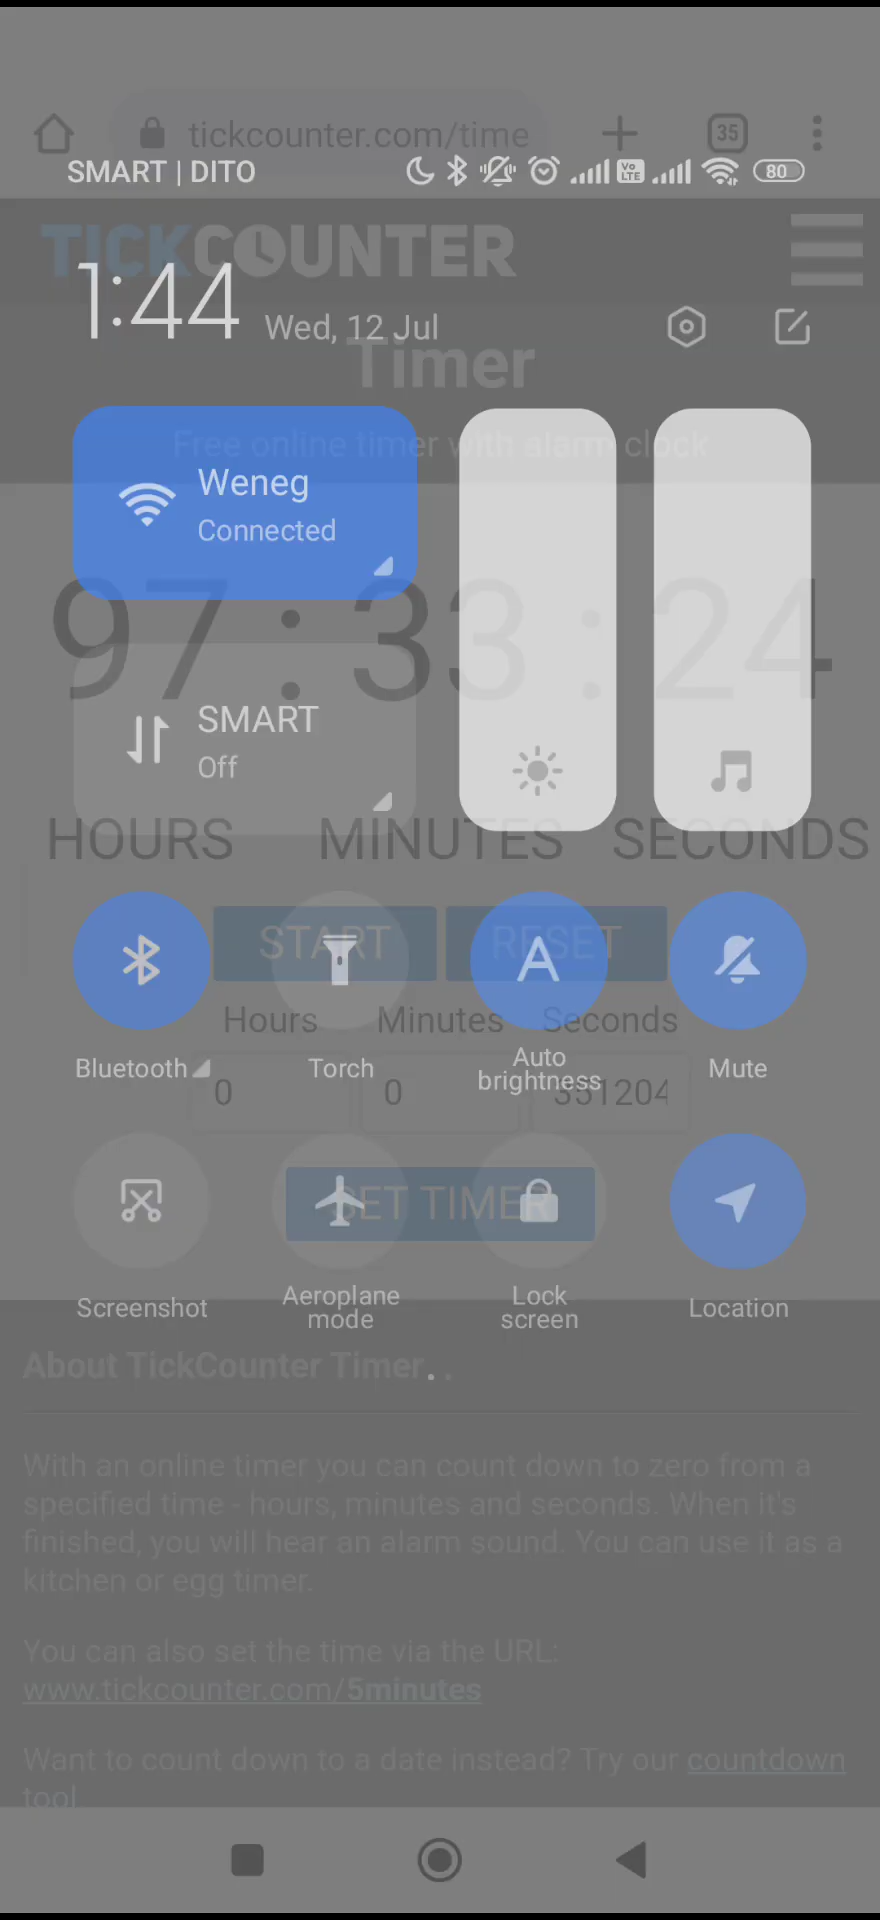 tickcounter.com/time
35
SMART | DITO
Vo LTE
80
TICKCOUNTER
1:44
Wed, 12 Jul
Timer
Free online timer with alarm clock
Weneg
Connected
97 : 33 : 24
SMART
Off
HOURS MINUTES SECONDS
START RESET
Hours Minutes Seconds
Bluetooth
Torch
Auto
brightness
Mute
0 0 351204
SET TIMER
Screenshot
Aeroplane
mode
Lock
screen
Location
About TickCounter Timer
With an online timer you can count down to zero from a
specified time - hours, minutes and seconds. When it's
finished, you will hear an alarm sound. You can use it as a
kitchen or egg timer.
You can also set the time via the URL:
www.tickcounter.com/5minutes
Want to count down to a date instead? Try our countdown
tool